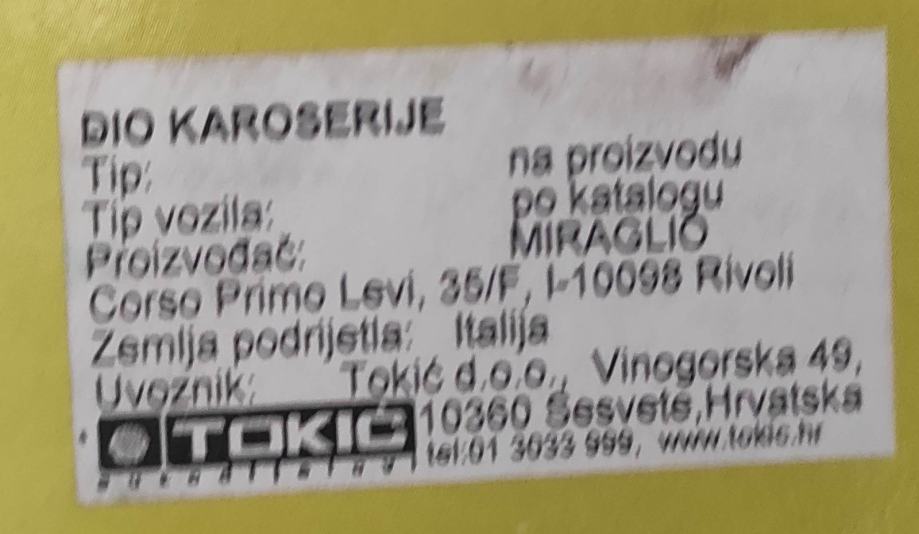 DIO KAROSERIJE
Tip: na proizvodu
Tip vozila: po katalogu
Proizvođač: MIRAGLIO
Corso Primo Levi, 35/F, I-10098 Rivoli
Zemlja podrijetla: Italija
Uvoznik: Tokić d.o.o., Vinogorska 49,
10360 Sesvete, Hrvatska
tel:01 3033 999, www.tokic.hr
TOKIĆ